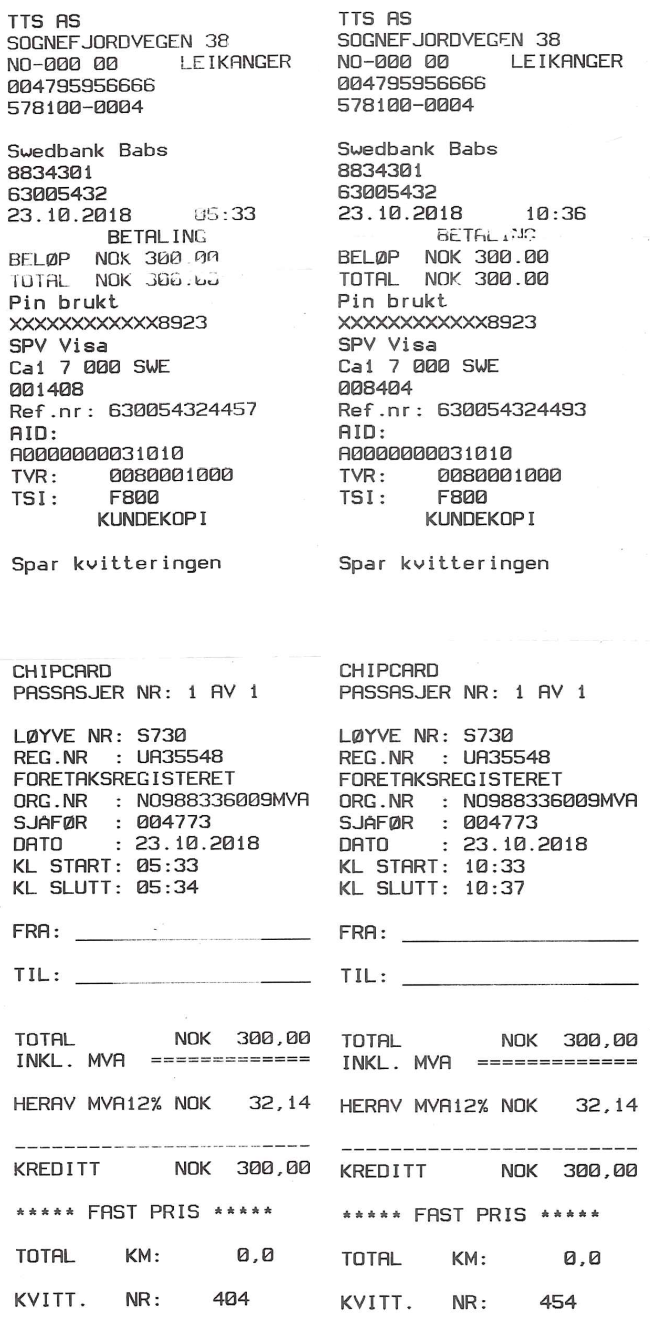 TTS AS
SOGNEFJORDVEGEN 38
NO-000 00 LEIKANGER
004795956666
578100-0004
Swedbank Babs
8834301
63005432
23.10.2018 05:33
BETALING
BELØP NOK 300.00
TOTAL NOK 300.00
Pin brukt
XXXXXXXXXXXX8923
SPV Visa
Ca1 7 000 SWE
001408
Ref.nr: 630054324457
AID:
A0000000031010
TVR: 0080001000
TSI: F800
KUNDEKOPI
Spar kvitteringen
CHIPCARD
PASSASJER NR: 1 AV 1
LØYVE NR: S730
REG.NR : UA35548
FORETAKSREGISTERET
ORG.NR : NO988336009MVA
SJAFØR : 004773
DATO : 23.10.2018
KL START: 05:33
KL SLUTT: 05:34
FRA: 
TIL: 
TOTAL NOK 300,00
INKL. MVA =============
HERAV MVA12% NOK 32,14
KREDITT NOK 300,00
***** FAST PRIS *****
TOTAL KM: 0,0
KVITT. NR: 404
TTS AS
SOGNEFJORDVEGEN 38
NO-000 00 LEIKANGER
004795956666
578100-0004
Swedbank Babs
8834301
63005432
23.10.2018 10:36
BETALING
BELØP NOK 300.00
TOTAL NOK 300.00
Pin brukt
XXXXXXXXXXXX8923
SPV Visa
Ca1 7 000 SWE
008404
Ref.nr: 630054324493
AID:
A0000000031010
TVR: 0080001000
TSI: F800
KUNDEKOPI
Spar kvitteringen
CHIPCARD
PASSASJER NR: 1 AV 1
LØYVE NR: S730
REG.NR : UA35548
FORETAKSREGISTERET
ORG.NR : NO988336009MVA
SJAFØR : 004773
DATO : 23.10.2018
KL START: 10:33
KL SLUTT: 10:37
FRA: 
TIL: 
TOTAL NOK 300,00
INKL. MVA =============
HERAV MVA12% NOK 32,14
KREDITT NOK 300,00
***** FAST PRIS *****
TOTAL KM: 0,0
KVITT. NR: 454